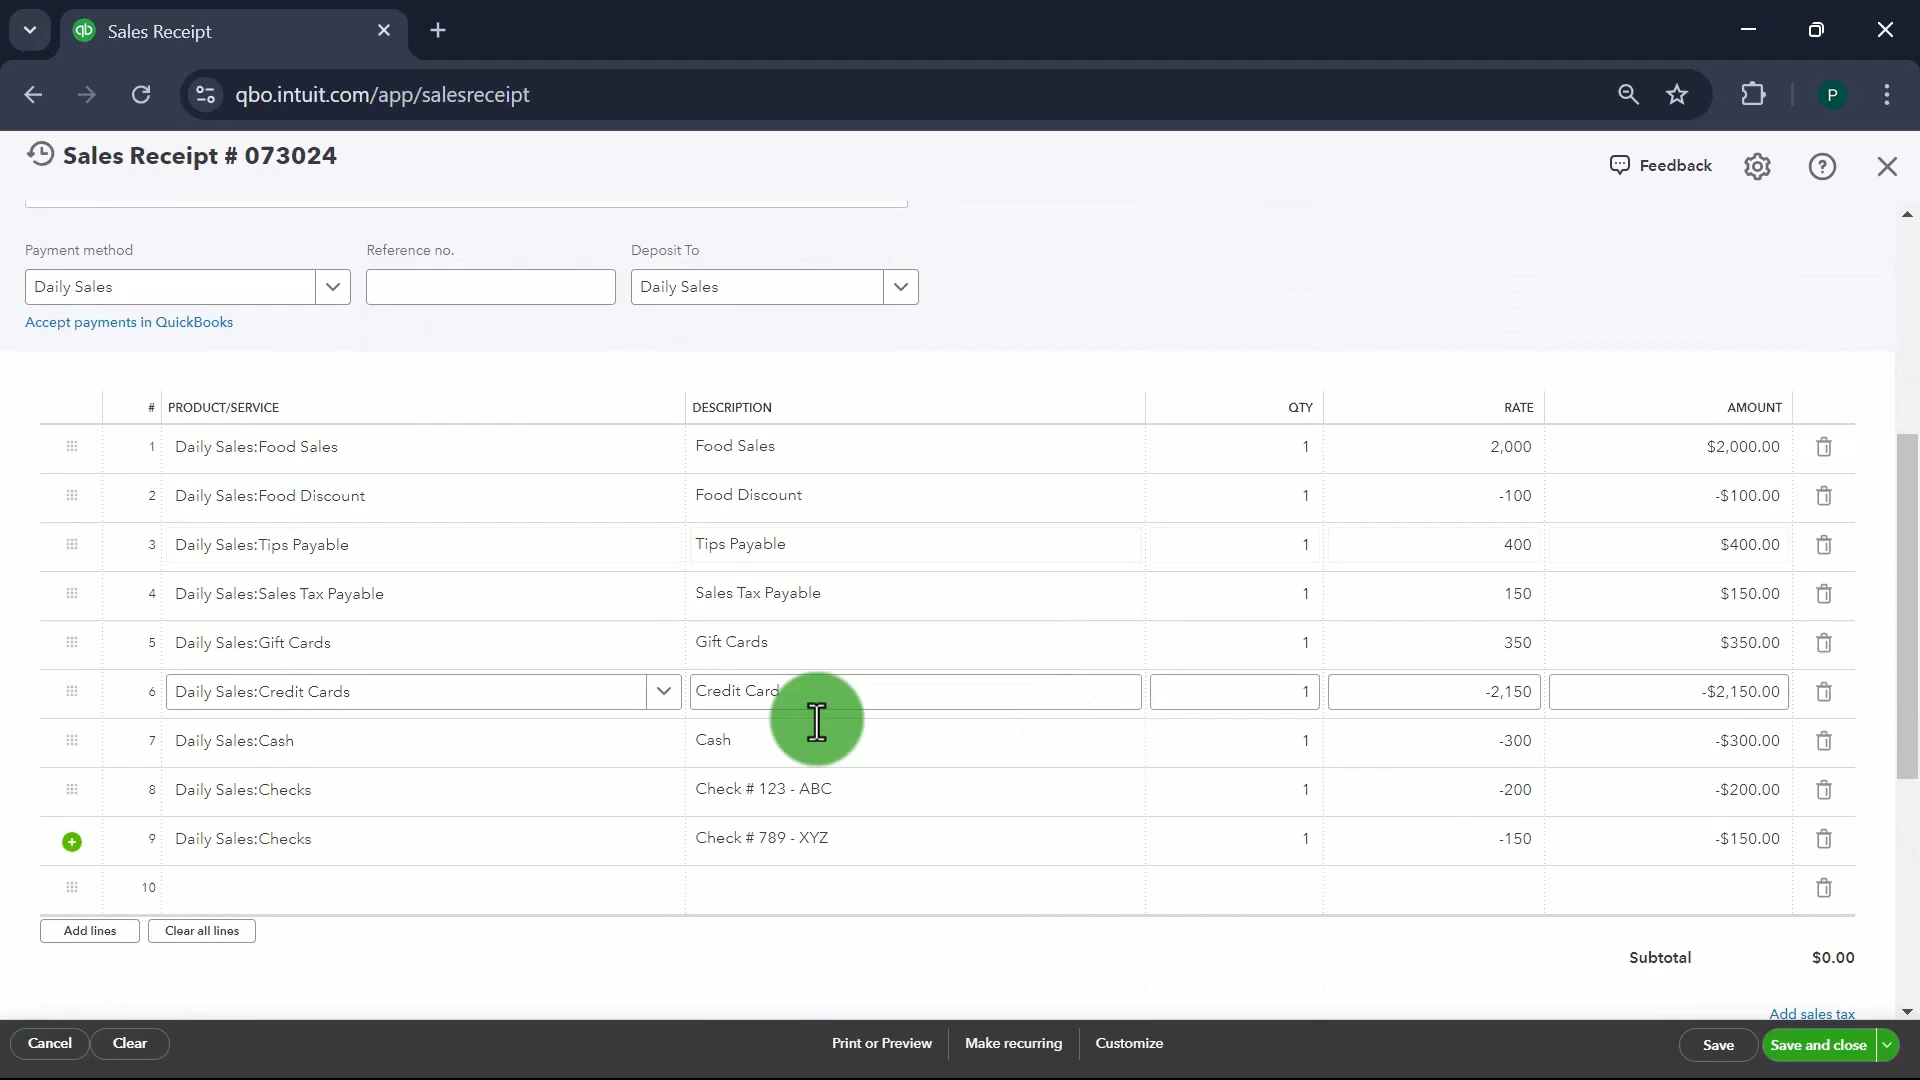 Sales Receipt
qbo.intuit.com/app/salesreceipt
P
Sales Receipt # 073024
Feedback
Payment method Reference no. Deposit To
Daily Sales Daily Sales
Accept payments in QuickBooks
# PRODUCT/SERVICE DESCRIPTION QTY RATE AMOUNT
1 Daily Sales:Food Sales Food Sales 1 2,000 $2,000.00
2 Daily Sales:Food Discount Food Discount 1 -100 -$100.00
3 Daily Sales:Tips Payable Tips Payable 1 400 $400.00
4 Daily Sales:Sales Tax Payable Sales Tax Payable 1 150 $150.00
5 Daily Sales:Gift Cards Gift Cards 1 350 $350.00
6 Daily Sales:Credit Cards Credit Card 1 -2,150 -$2,150.00
7 Daily Sales:Cash Cash 1 -300 -$300.00
8 Daily Sales:Checks Check # 123 - ABC 1 -200 -$200.00
9 Daily Sales:Checks Check # 789 - XYZ 1 -150 -$150.00
10
Add lines Clear all lines
Subtotal $0.00
Add sales tax
Cancel Clear Print or Preview Make recurring Customize Save Save and close